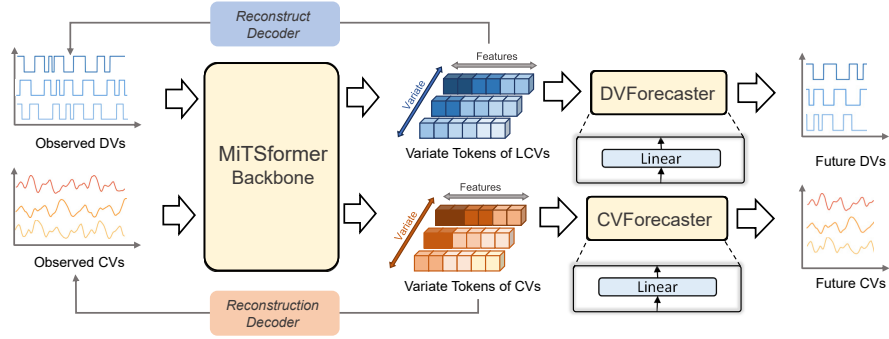 Reconstruct
Decoder
Features
Variate
Observed DVs
MiTSformer
Backbone
Variate Tokens of LCVs
DVForecaster
Linear
Future DVs
Features
Variate
Observed CVs
Variate Tokens of CVs
CVForecaster
Linear
Future CVs
Reconstruction
Decoder